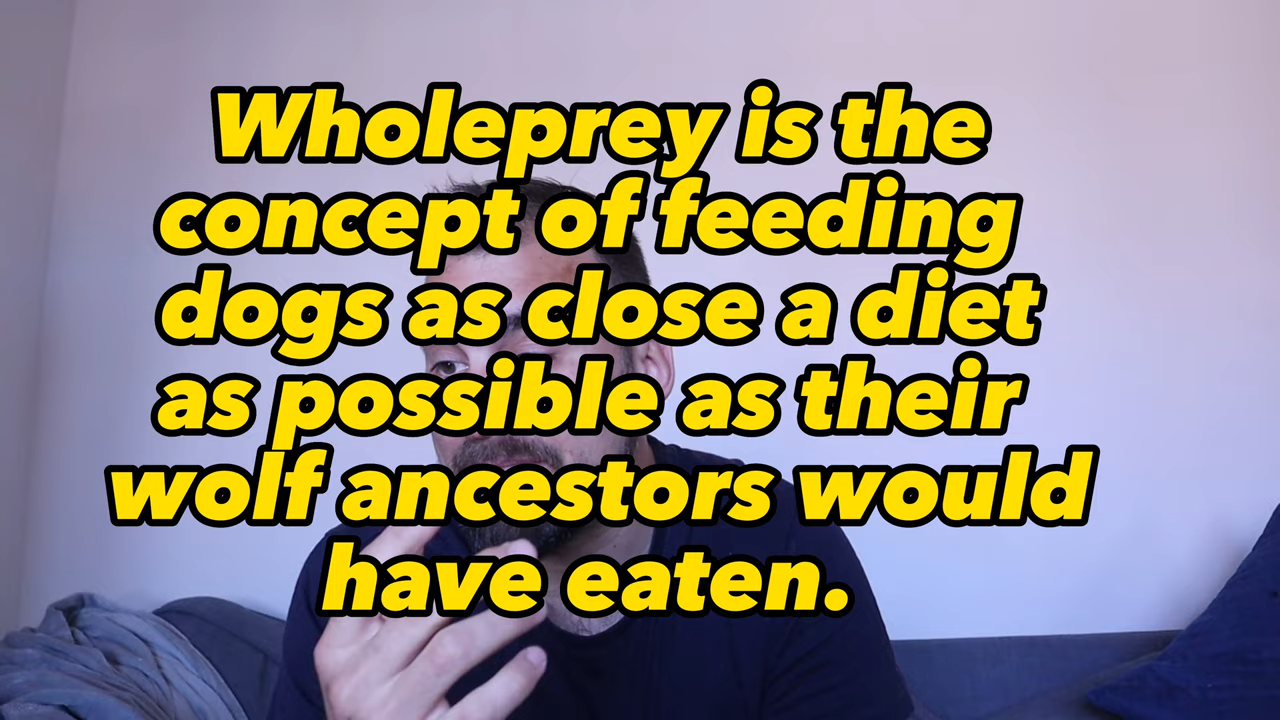 Wholeprey is the
concept of feeding
dogs as close a diet
as possible as their
wolf ancestors would
have eaten.